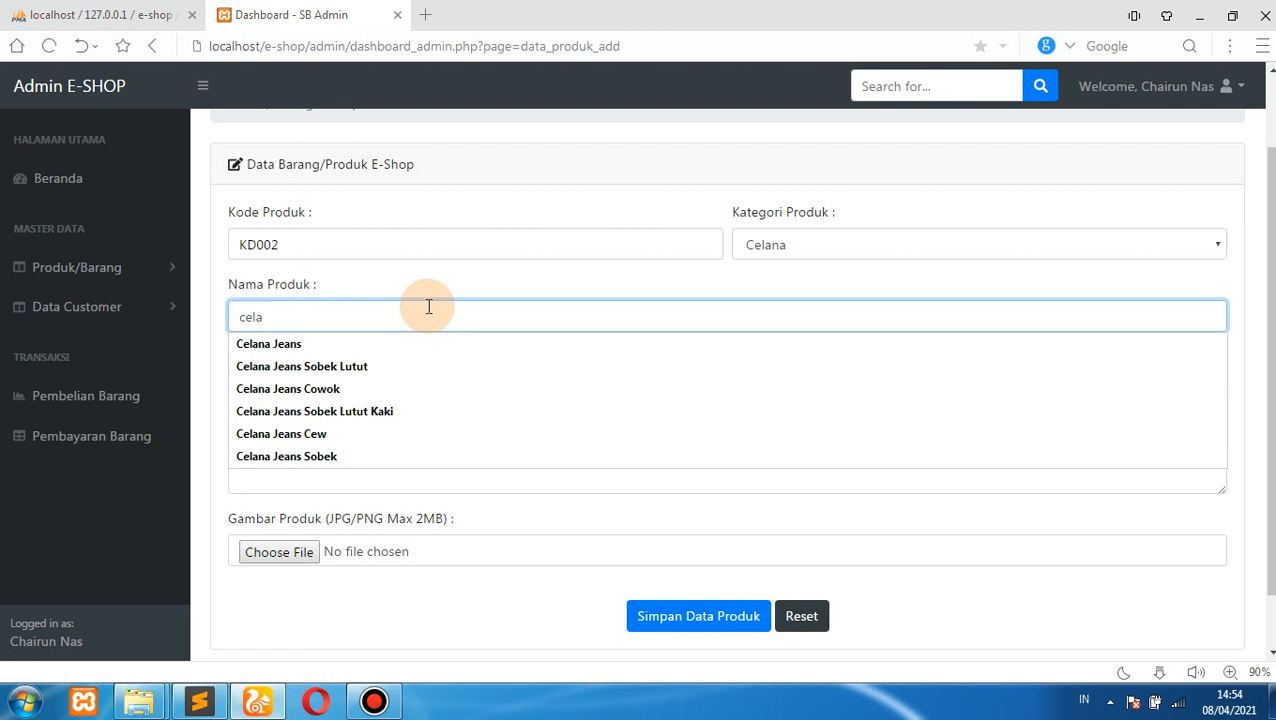 localhost / 127.0.0.1 / e-shop
Dashboard - SB Admin
localhost/e-shop/admin/dashboard_admin.php?page=data_produk_add
Google
Admin E-SHOP
Search for...
Welcome, Chairun Nas
HALAMAN UTAMA
Beranda
MASTER DATA
Produk/Barang
Data Customer
TRANSAKSI
Pembelian Barang
Pembayaran Barang
Logged in as:
Chairun Nas
Data Barang/Produk E-Shop
Kode Produk :
Kategori Produk :
KD002
Celana
Nama Produk :
cela
Celana Jeans
Celana Jeans Sobek Lutut
Celana Jeans Cowok
Celana Jeans Sobek Lutut Kaki
Celana Jeans Cew
Celana Jeans Sobek
Gambar Produk (JPG/PNG Max 2MB) :
Choose File No file chosen
Simpan Data Produk
Reset
90%
IN
14:54
08/04/2021